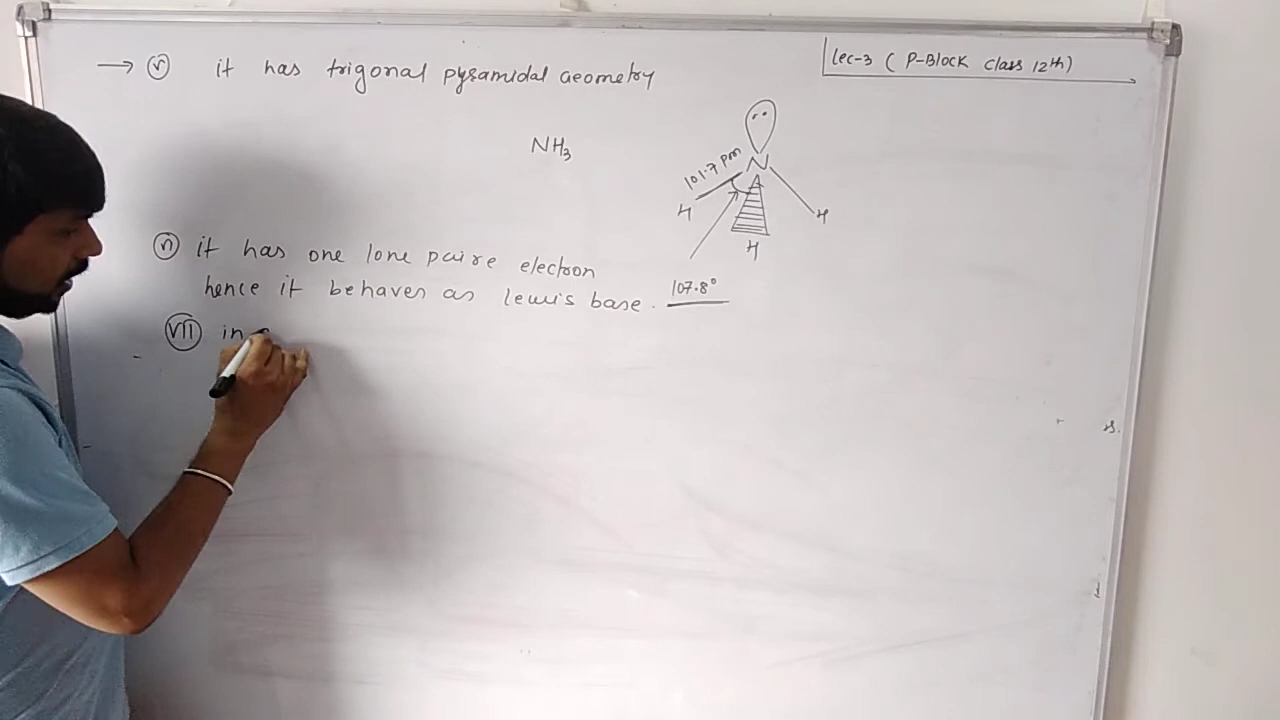 → (v) it has trigonal pyramidal Geometry
Lec-3 ( P-Block class 12th)
NH3
101.7 pm
N
H
H
H
(vi) it has one lone paire electron
hence it behaves as lewis base.
107.8°
(VII) in